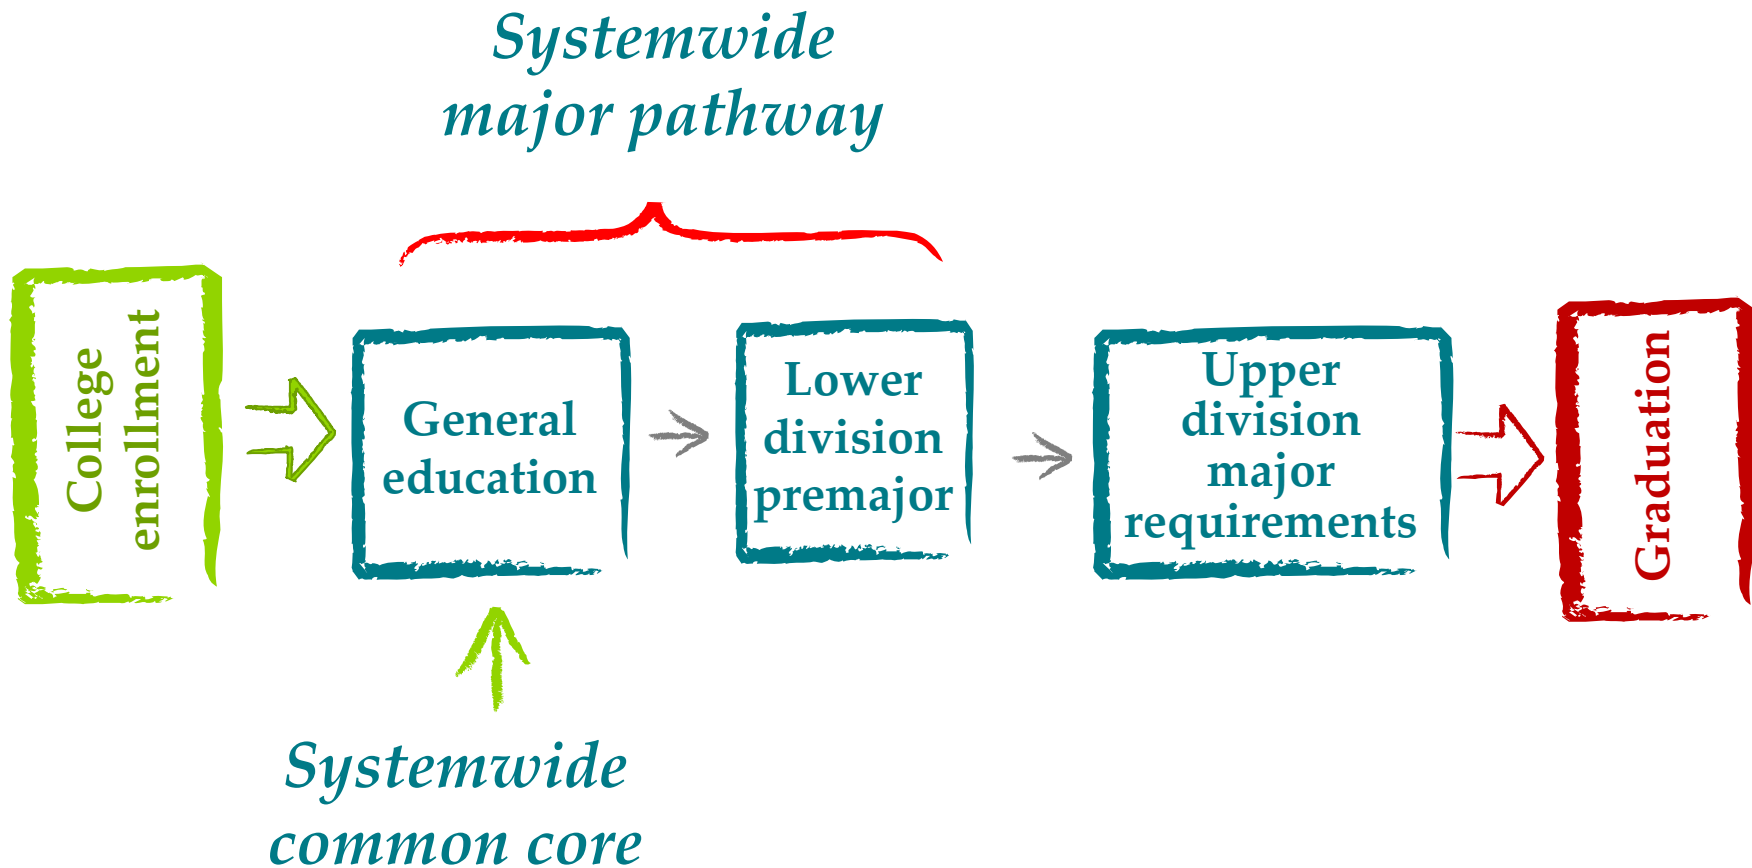 Systemwide
major pathway
College
enrollment
General
education
Lower
division
premajor
Upper
division
major
requirements
Graduation
Systemwide
common core